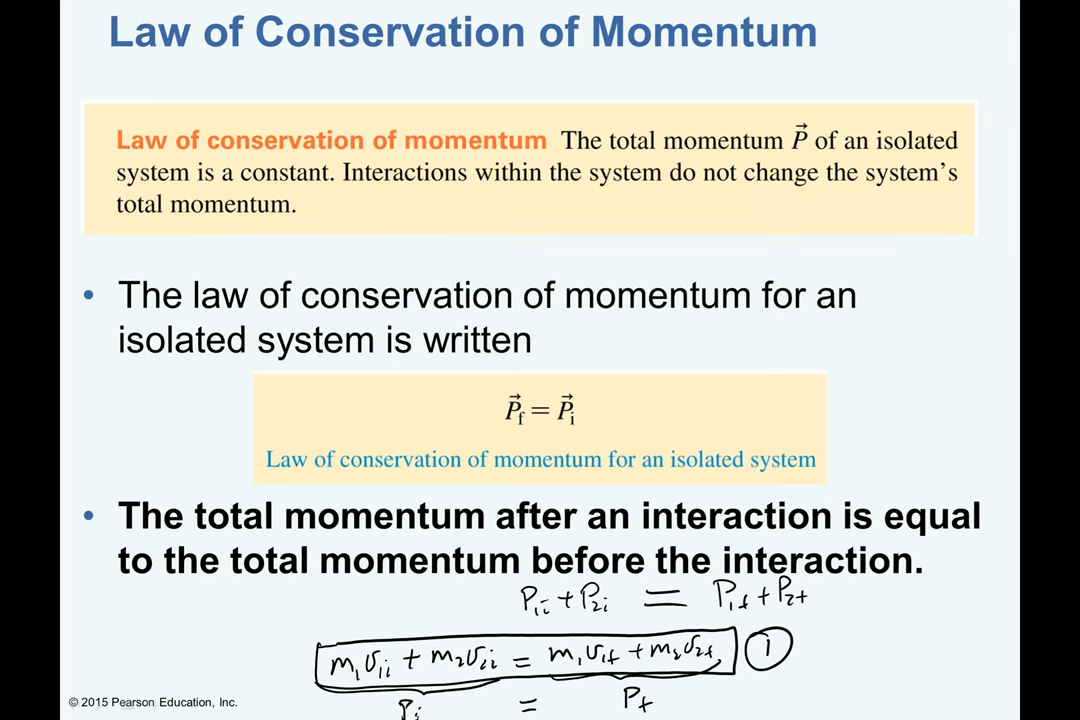 Law of Conservation of Momentum
Law of conservation of momentum The total momentum P⃗ of an isolated
system is a constant. Interactions within the system do not change the system’s
total momentum.
• The law of conservation of momentum for an
isolated system is written
P⃗f = P⃗i
Law of conservation of momentum for an isolated system
• The total momentum after an interaction is equal
to the total momentum before the interaction.
P₁i + P₂i = P₁f + P₂f
m₁v₁i + m₂v₂i = m₁v₁f + m₂v₂f ①
Pi = Pf
© 2015 Pearson Education, Inc.